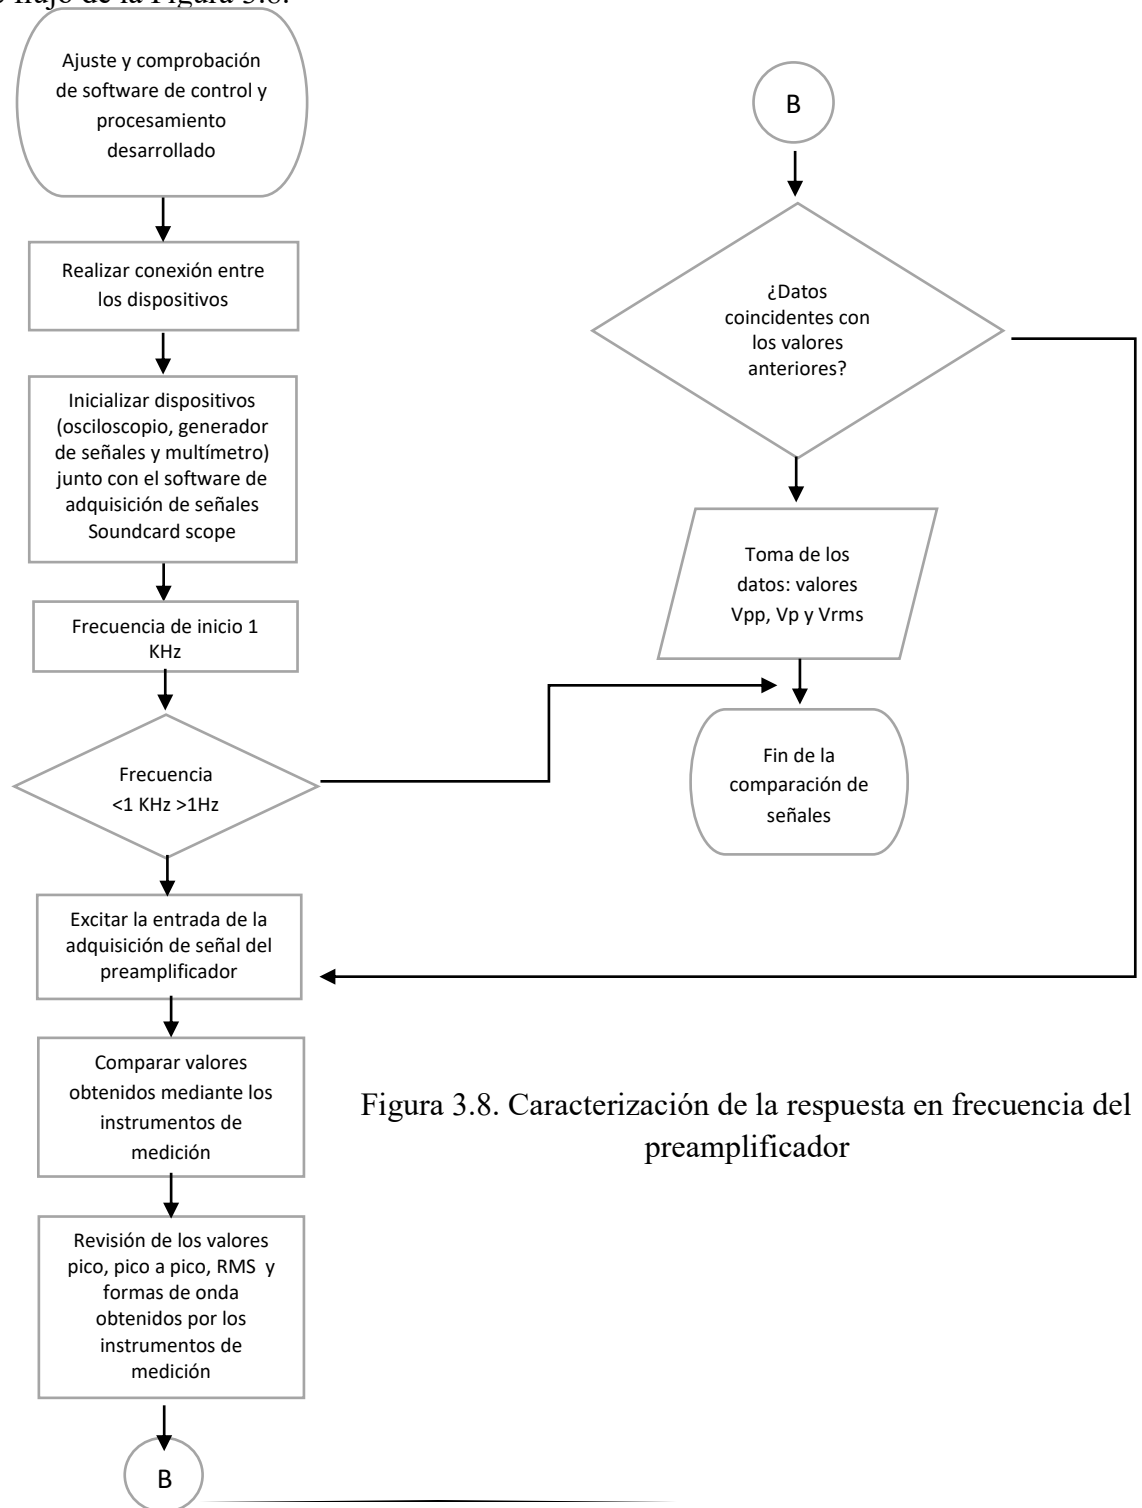 flujo de la Figura 3.8.
Ajuste y comprobación
de software de control y
procesamiento
desarrollado
Realizar conexión entre
los dispositivos
Inicializar dispositivos
(osciloscopio, generador
de señales y multímetro)
junto con el software de
adquisición de señales
Soundcard scope
Frecuencia de inicio 1
KHz
Frecuencia
<1 KHz >1Hz
Excitar la entrada de la
adquisición de señal del
preamplificador
Comparar valores
obtenidos mediante los
instrumentos de
medición
Revisión de los valores
pico, pico a pico, RMS y
formas de onda
obtenidos por los
instrumentos de
medición
B
B
¿Datos
coincidentes con
los valores
anteriores?
Toma de los
datos: valores
Vpp, Vp y Vrms
Fin de la
comparación de
señales
Figura 3.8. Caracterización de la respuesta en frecuencia del
preamplificador